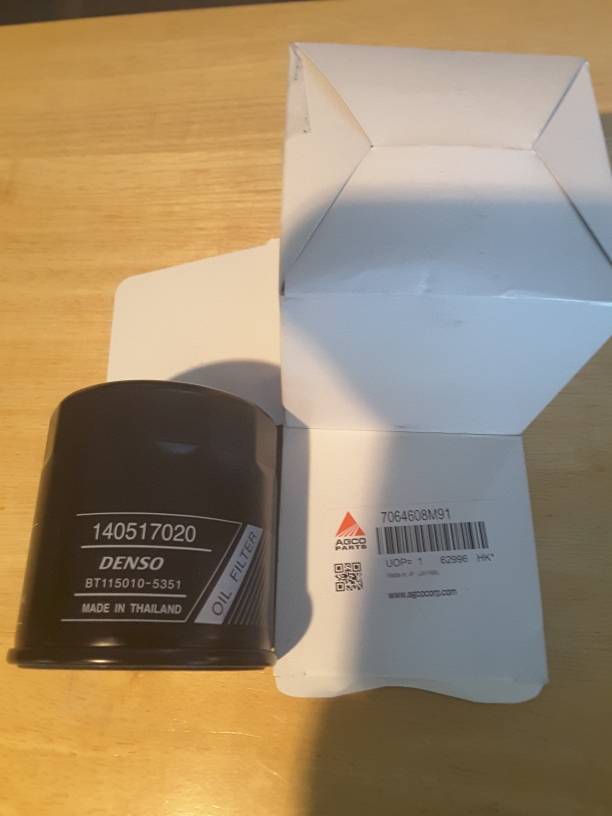 140517020
DENSO
BT115010-5351
MADE IN THAILAND
OIL FILTER
7064608M91
AGCO
PARTS
UOP= 1 62996 HK*
www.agcocorp.com